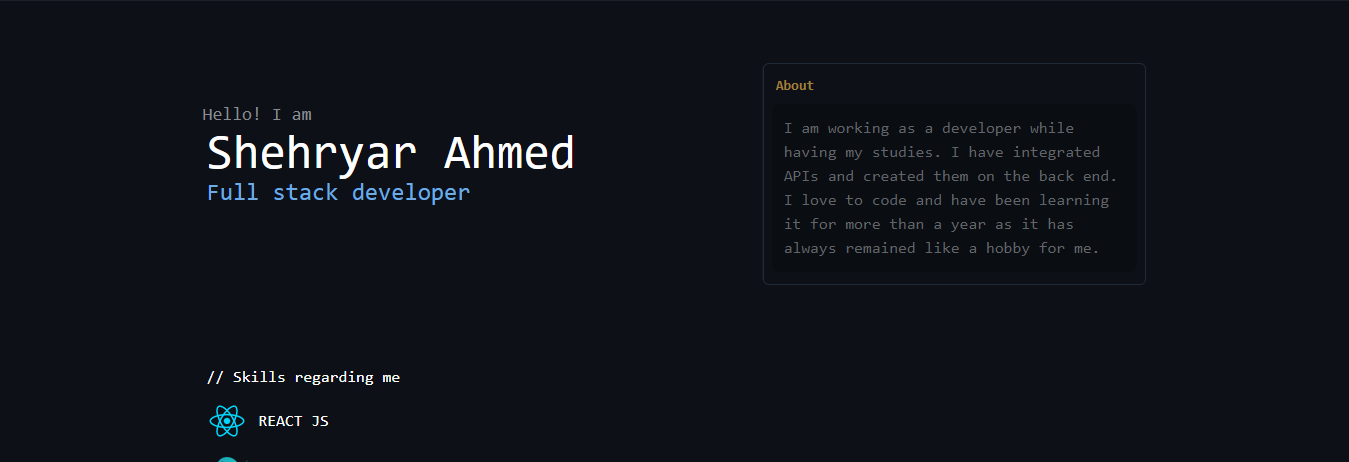 Hello! I am
Shehryar Ahmed
Full stack developer
About
I am working as a developer while
having my studies. I have integrated
APIs and created them on the back end.
I love to code and have been learning
it for more than a year as it has
always remained like a hobby for me.
// Skills regarding me
REACT JS